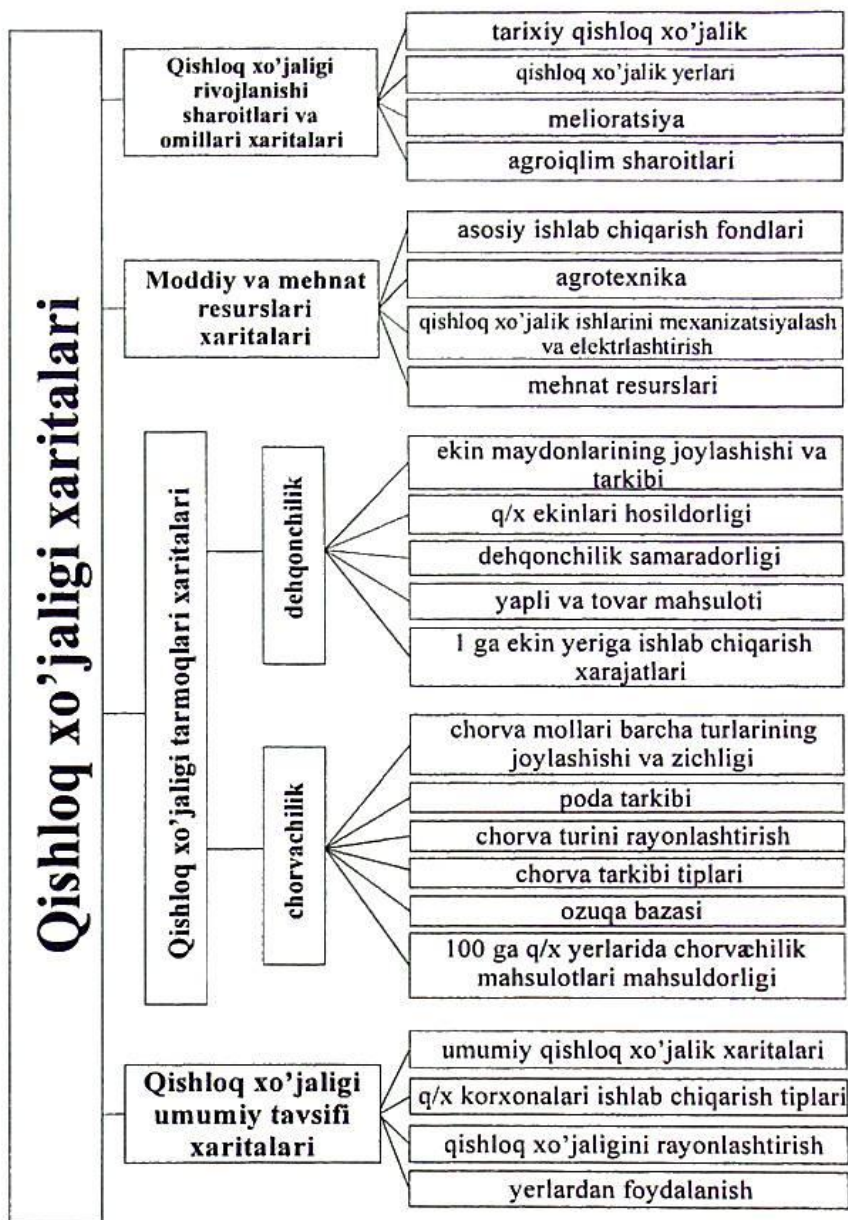 Qishloq xo’jaligi xaritalari
Qishloq xo’jaligi
rivojlanishi
sharoitlari va
omillari xaritalari
tarixiy qishloq xo’jalik
qishloq xo’jalik yerlari
melioratsiya
agroiqlim sharoitlari
Moddiy va mehnat
resurslari
xaritalari
asosiy ishlab chiqarish fondlari
agrotexnika
qishloq xo’jalik ishlarini mexanizatsiyalash
va elektrlashtirish
mehnat resurslari
Qishloq xo’jaligi tarmoqlari xaritalari
dehqonchilik
ekin maydonlarining joylashishi va
tarkibi
q/x ekinlari hosildorligi
dehqonchilik samaradorligi
yapli va tovar mahsuloti
1 ga ekin yeriga ishlab chiqarish
xarajatlari
chorvachilik
chorva mollari barcha turlarining
joylashishi va zichligi
poda tarkibi
chorva turini rayonlashtirish
chorva tarkibi tiplari
ozuqa bazasi
100 ga q/x yerlarida chorvachilik
mahsulotlari mahsuldorligi
Qishloq xo’jaligi
umumiy tavsifi
xaritalari
umumiy qishloq xo’jalik xaritalari
q/x korxonalari ishlab chiqarish tiplari
qishloq xo’jaligini rayonlashtirish
yerlardan foydalanish